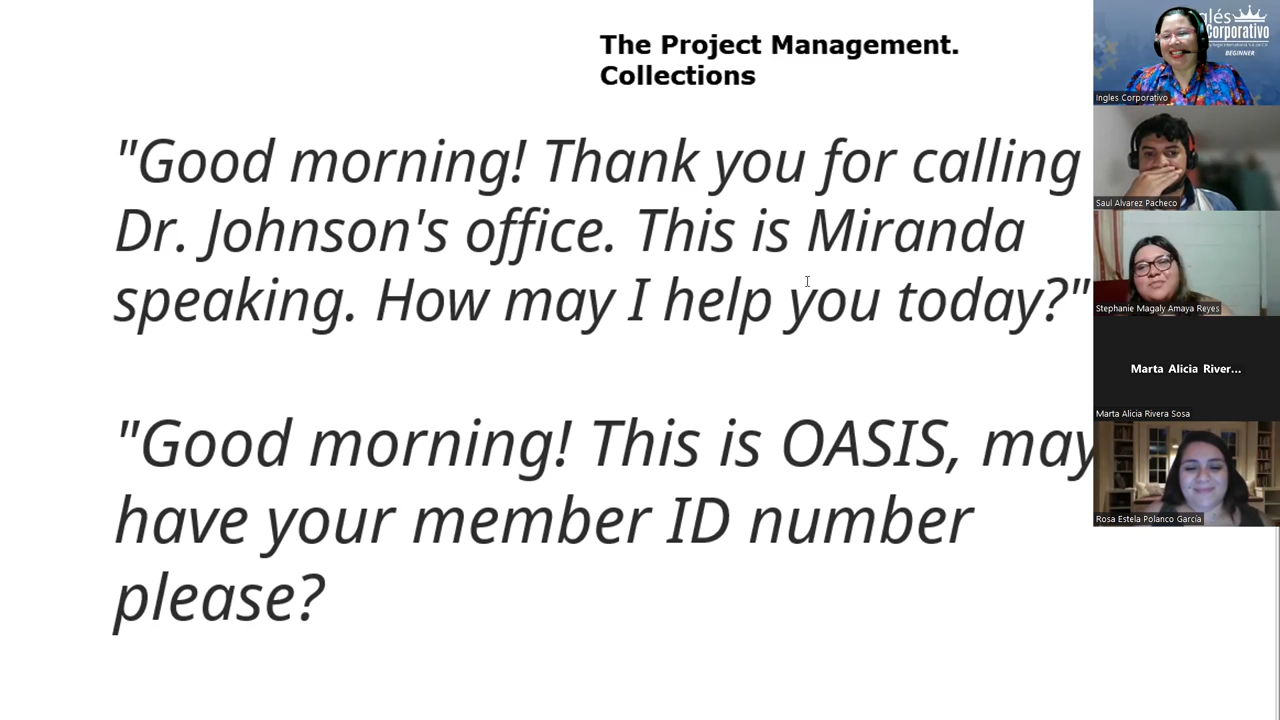 The Project Management.
Collections
"Good morning! Thank you for calling
Dr. Johnson's office. This is Miranda
speaking. How may I help you today?"
"Good morning! This is OASIS, may
have your member ID number
please?
glés
Corporativo
BEGINNER
Ingles Corporativo
Saul Alvarez Pacheco
Stephanie Magaly Amaya Reyes
Marta Alicia River...
Marta Alicia Rivera Sosa
Rosa Estela Polanco García